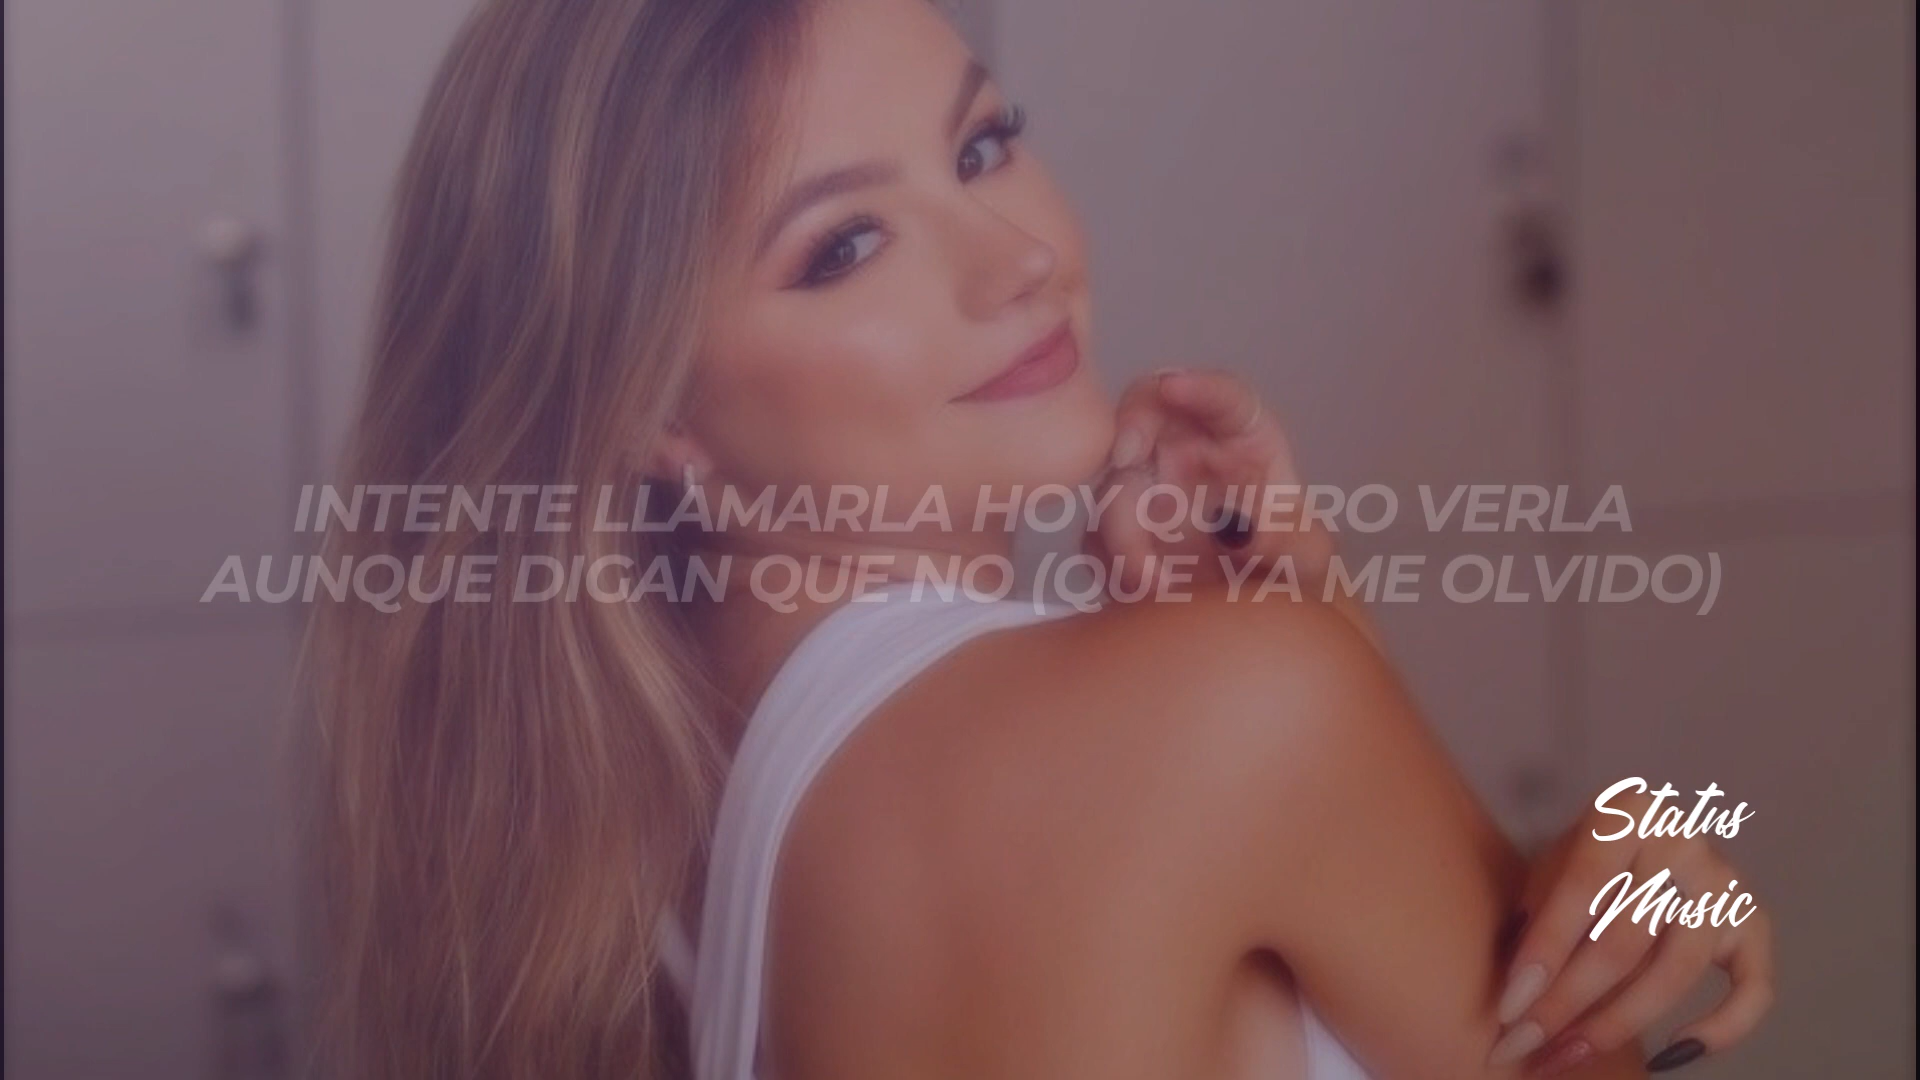 INTENTE LLAMARLA HOY QUIERO VERLA
AUNQUE DIGAN QUE NO (QUE YA ME OLVIDO)
Status
Music